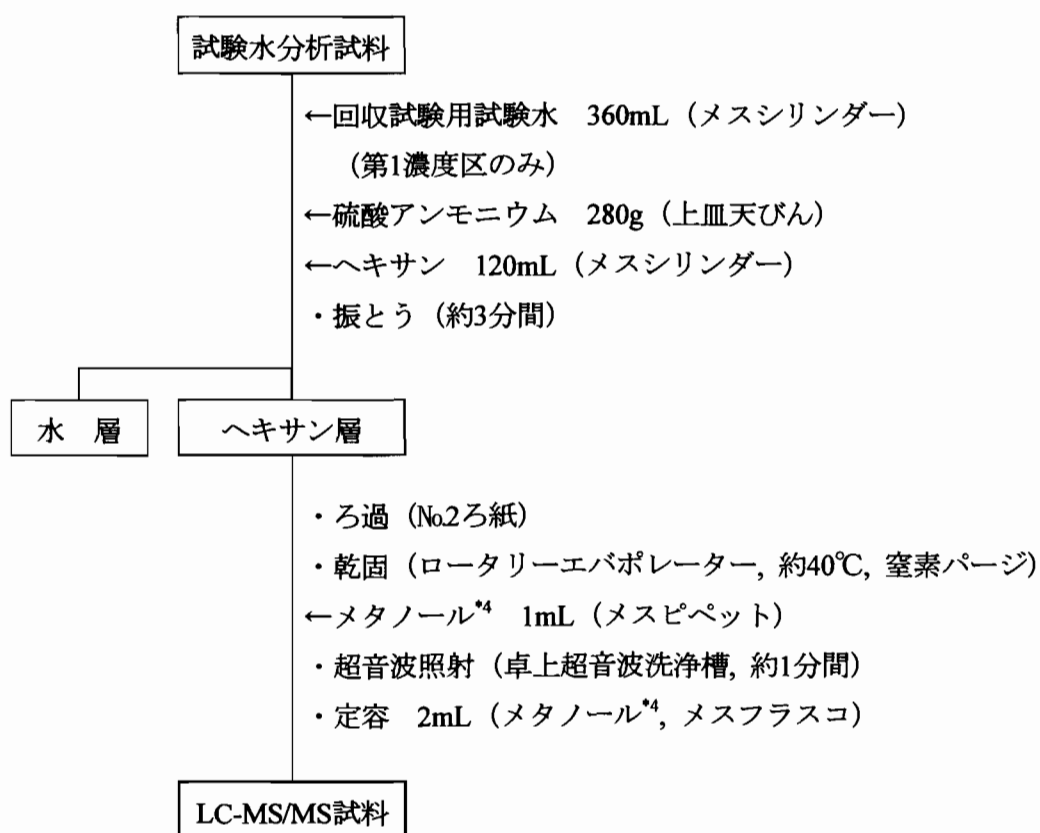 試験水分析試料
←回収試験用試験水　360mL（メスシリンダー）
（第1濃度区のみ）
←硫酸アンモニウム　280g（上皿天びん）
←ヘキサン　120mL（メスシリンダー）
・振とう（約3分間）
水　層
ヘキサン層
・ろ過（№2ろ紙）
・乾固（ロータリーエバポレーター, 約40℃, 窒素パージ）
←メタノール*4　1mL（メスピペット）
・超音波照射（卓上超音波洗浄槽, 約1分間）
・定容　2mL（メタノール*4, メスフラスコ）
LC-MS/MS試料